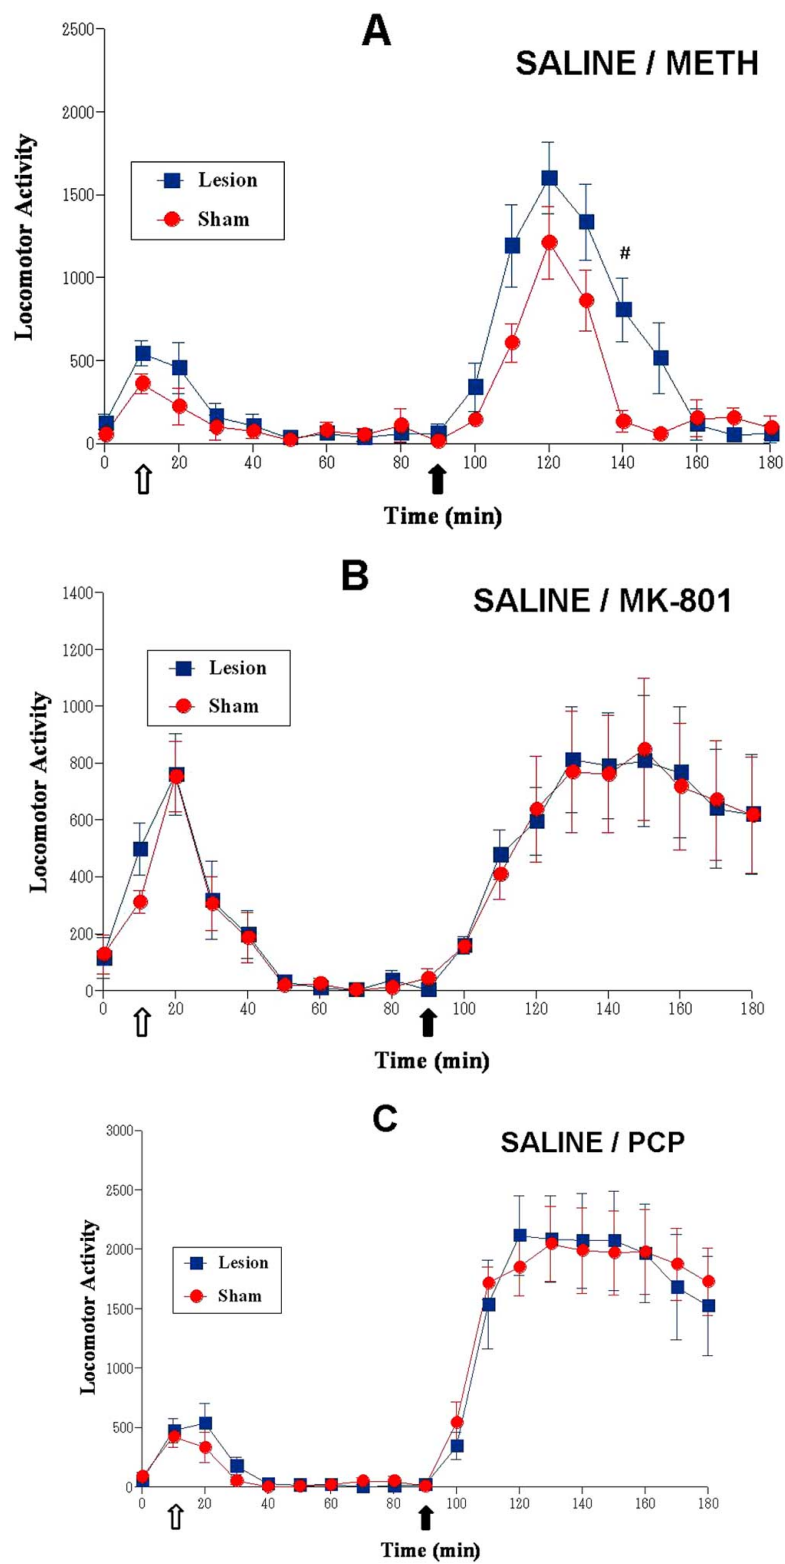 A
SALINE / METH
2500
2000
1500
1000
500
0
Locomotor Activity
Lesion
Sham
#
0 20 40 60 80 100 120 140 160 180
Time (min)
B
SALINE / MK-801
1400
1200
1000
800
600
400
200
0
Locomotor Activity
Lesion
Sham
0 20 40 60 80 100 120 140 160 180
Time (min)
C
SALINE / PCP
3000
2500
2000
1500
1000
500
0
Locomotor Activity
Lesion
Sham
0 20 40 60 80 100 120 140 160 180
Time (min)